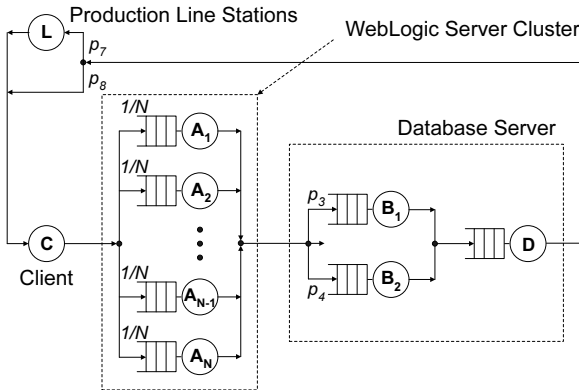 Production Line Stations
WebLogic Server Cluster
L
p7
p8
1/N
A1
1/N
A2
Database Server
p3
B1
C
Client
D
p4
B2
1/N
AN-1
1/N
AN